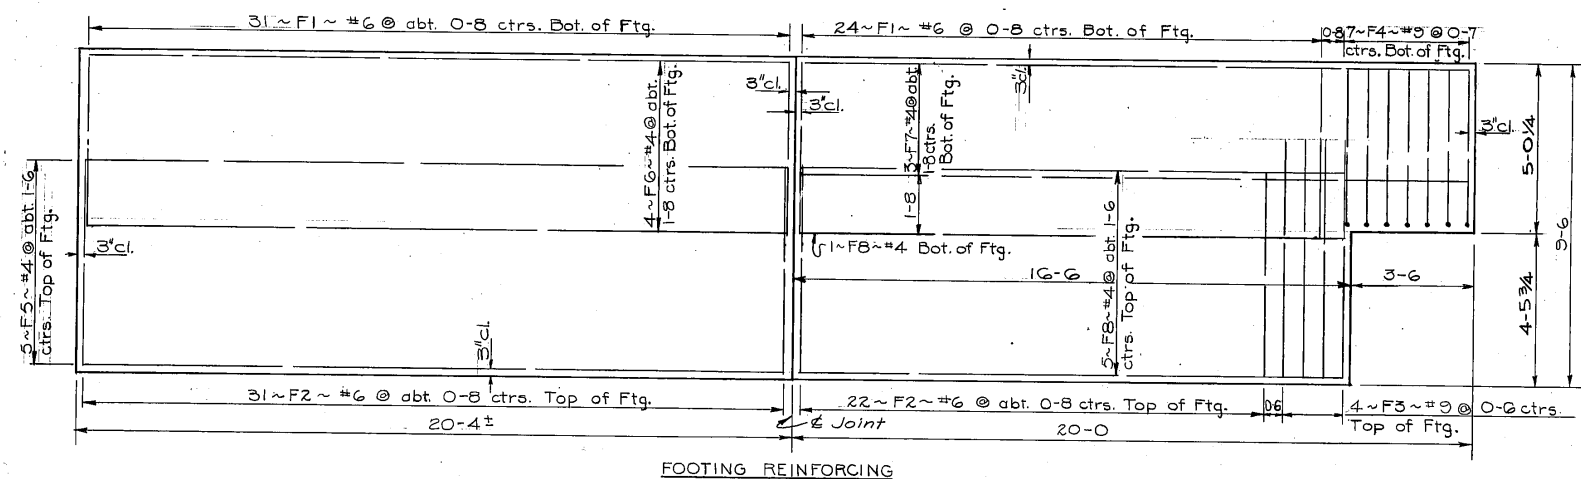 31~F1~ #6 @ abt. 0-8 ctrs. Bot. of Ftg.
24~F1~ #6 @ 0-8 ctrs. Bot. of Ftg.
0-8
7~F4~#9 @ 0-7
ctrs. Bot. of Ftg.
4~F6~#4 @ abt.
1-8 ctrs. Bot. of Ftg.
3"cl.
3"cl.
3~F7~#4@abt
1-8 ctrs.
Bot. of Ftg.
3"cl.
3"cl.
5-0¼
5~F5~#4 @ abt. 1-6
ctrs. Top of Ftg.
1-8
3"cl.
1~F8~#4 Bot. of Ftg.
5~F8~#4@ abt. 1-6
ctrs. Top of Ftg.
16-6
3-6
9-6
4-5¾
3"cl.
31~F2~ #6 @ abt. 0-8 ctrs. Top of Ftg.
22~F2~#6 @ abt. 0-8 ctrs. Top of Ftg.
0-6
4~F3~#9 @ 0-6 ctrs.
Top of Ftg.
20-4±
℄ Joint
20-0
FOOTING REINFORCING